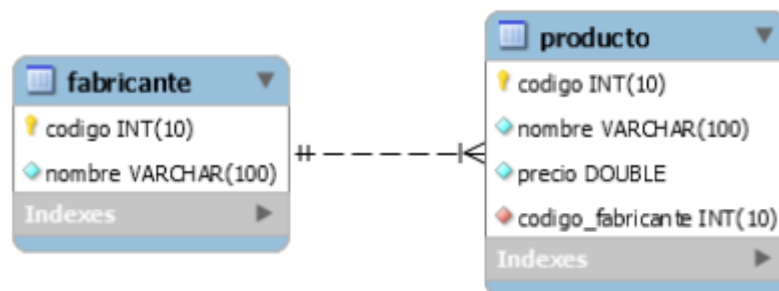 fabricante
codigo INT(10)
nombre VARCHAR(100)
Indexes
producto
codigo INT(10)
nombre VARCHAR(100)
precio DOUBLE
codigo_fabricante INT(10)
Indexes